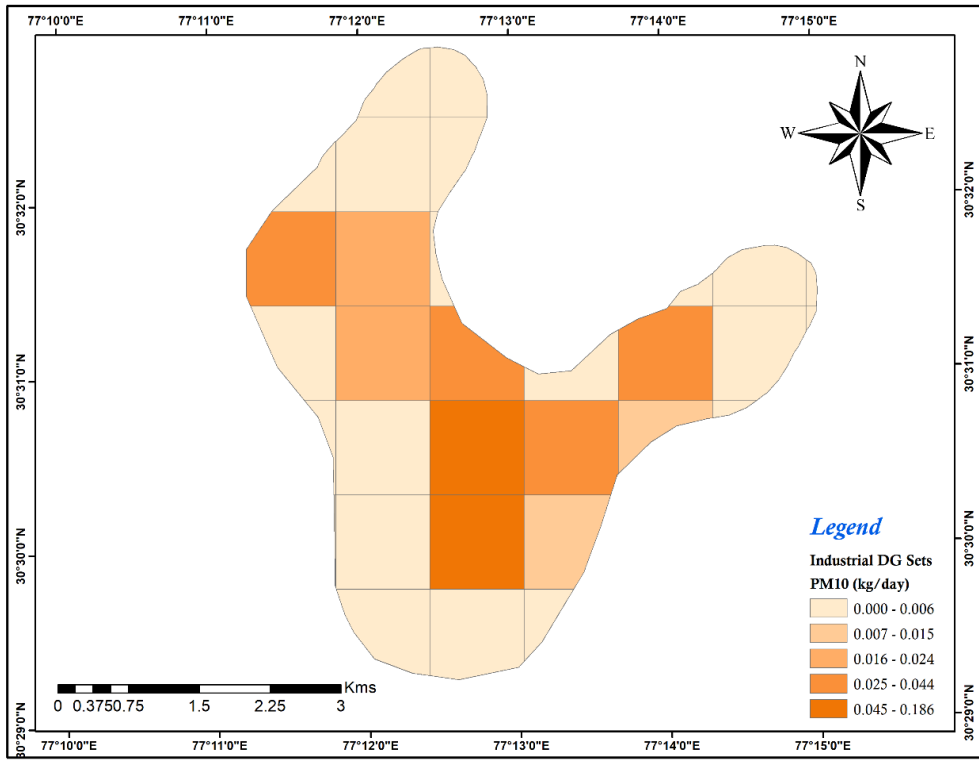 77°10'0"E 77°11'0"E 77°12'0"E 77°13'0"E 77°14'0"E 77°15'0"E
N
W E
S
30°32'0"N 30°32'0"N
30°31'0"N 30°31'0"N
30°30'0"N 30°30'0"N
30°29'0"N 30°29'0"N
Legend
Industrial DG Sets
PM10 (kg/day)
0.000 - 0.006
0.007 - 0.015
0.016 - 0.024
0.025 - 0.044
0.045 - 0.186
Kms
0 0.375 0.75 1.5 2.25 3
77°10'0"E 77°11'0"E 77°12'0"E 77°13'0"E 77°14'0"E 77°15'0"E